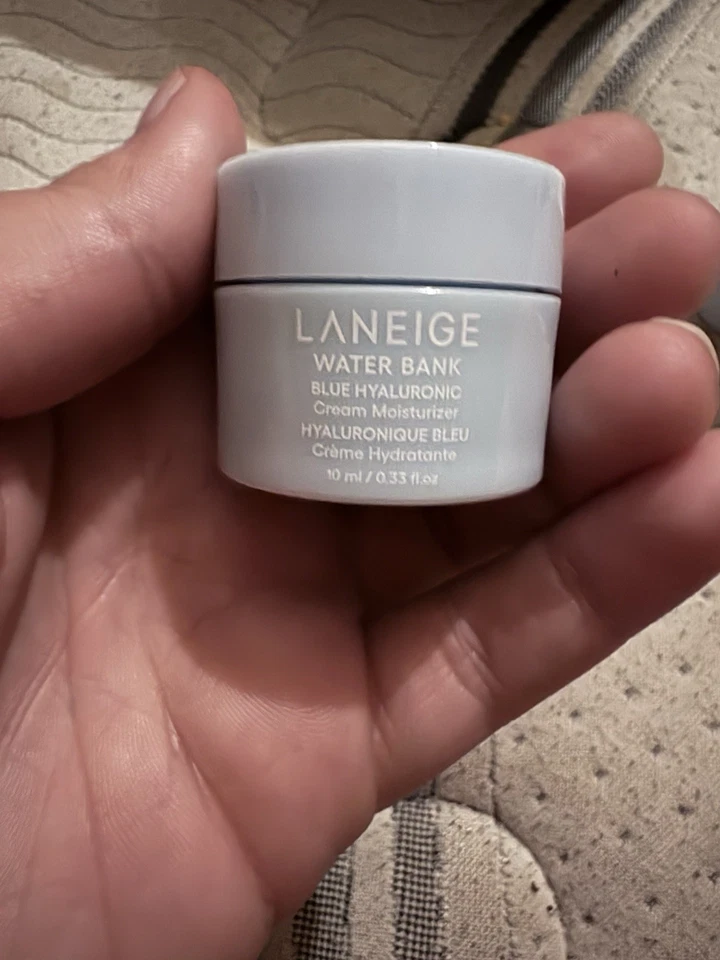 LANEIGE
WATER BANK
BLUE HYALURONIC
Cream Moisturizer
HYALURONIQUE BLEU
Crème Hydratante
10 ml / 0.33 fl.oz